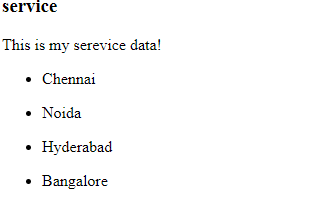 service
This is my serevice data!
Chennai
Noida
Hyderabad
Bangalore